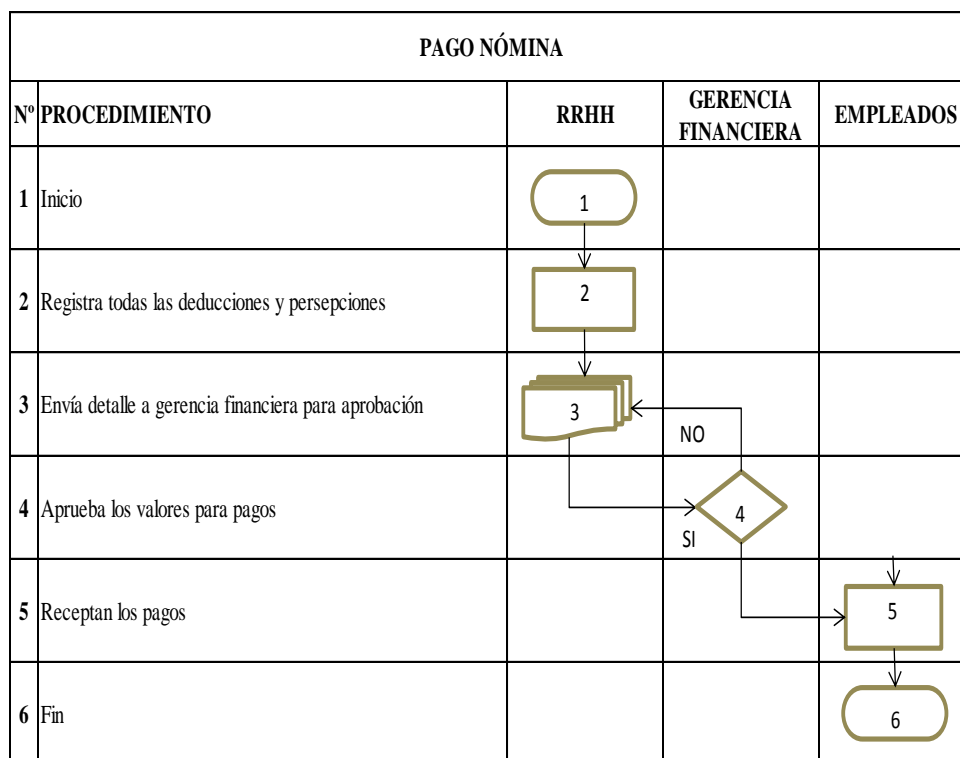 PAGO NÓMINA
Nº PROCEDIMIENTO RRHH GERENCIA FINANCIERA EMPLEADOS
1 Inicio 1
2 Registra todas las deducciones y persepciones 2
3 Envía detalle a gerencia financiera para aprobación 3
NO
4 Aprueba los valores para pagos 4
SI
5 Receptan los pagos 5
6 Fin 6